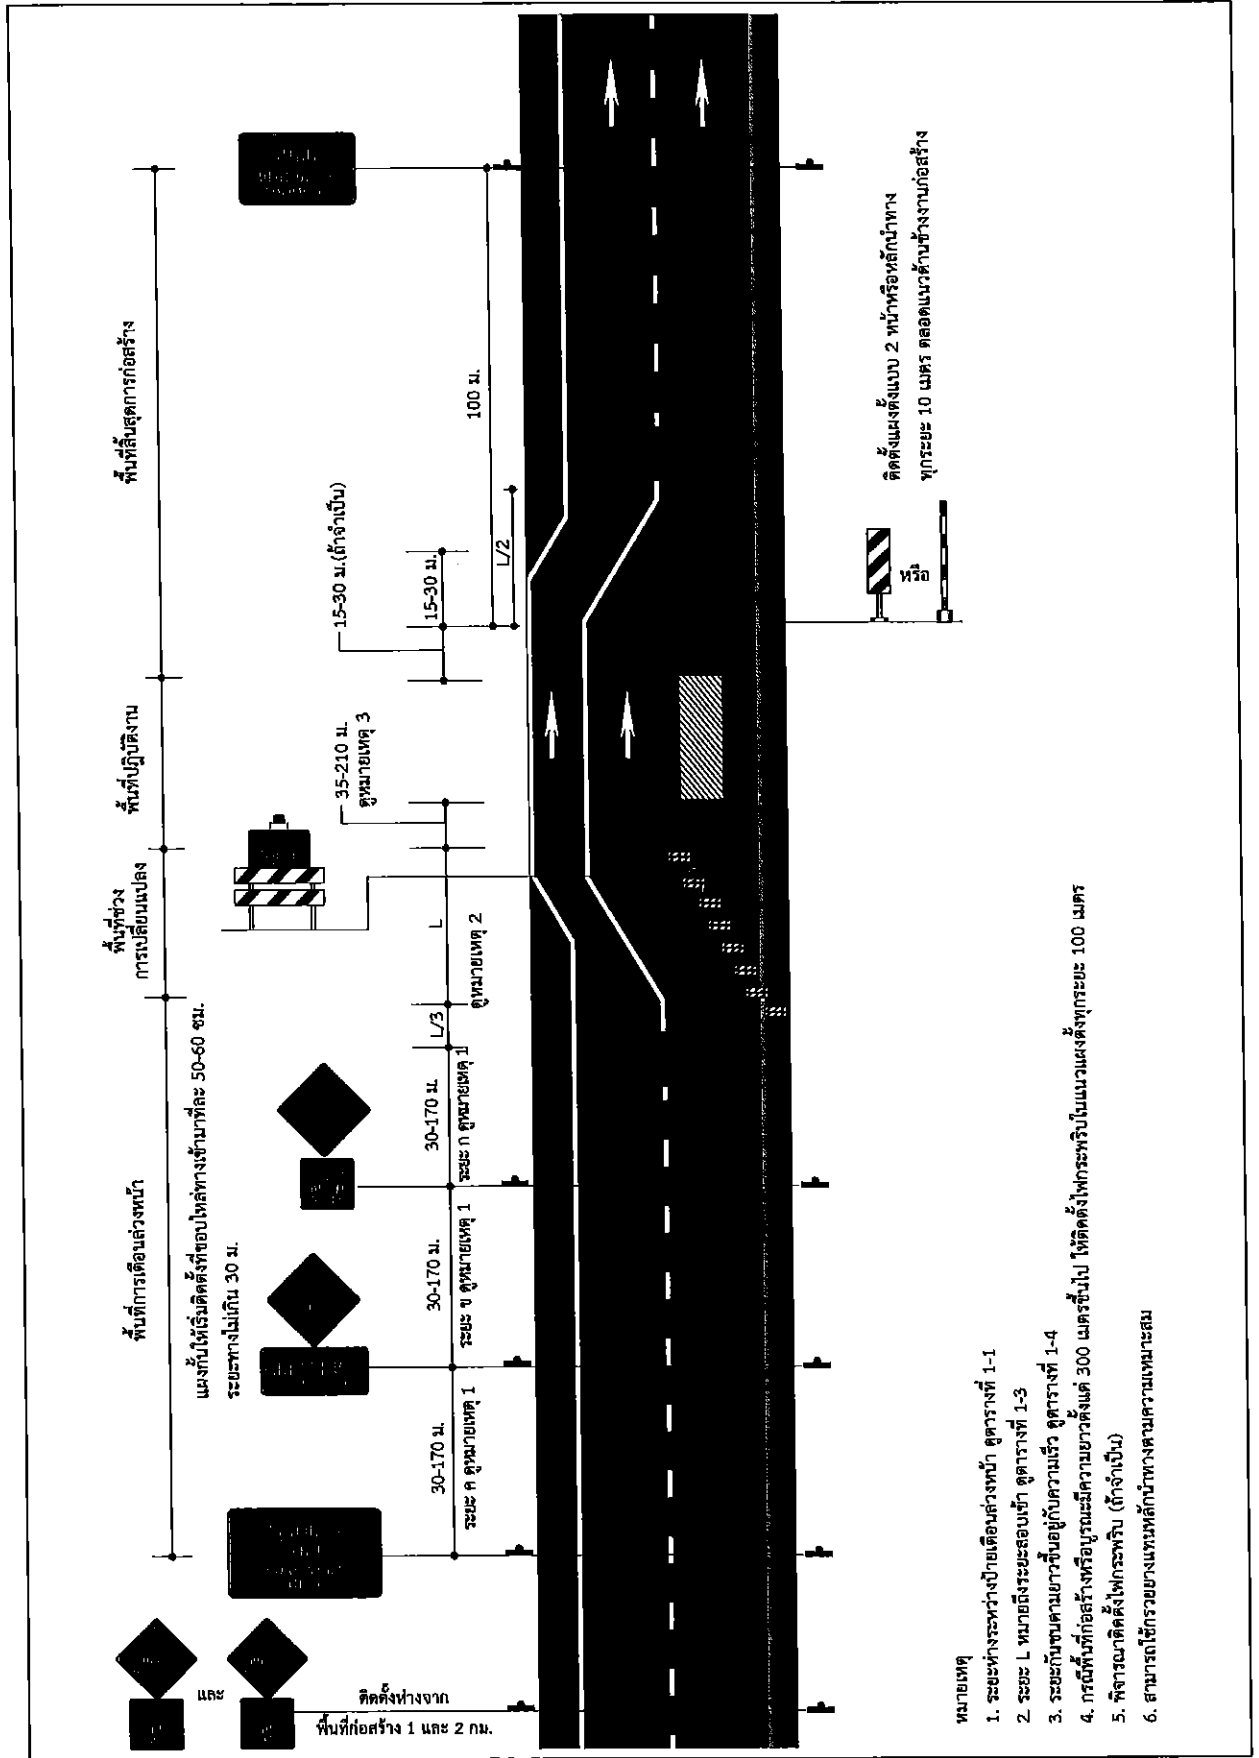 พื้นที่การเตือนล่วงหน้า
พื้นที่ช่วง
การเปลี่ยนแปลง
พื้นที่ปฏิบัติงาน
พื้นที่สิ้นสุดการก่อสร้าง
แผงกั้นให้เริ่มติดตั้งที่ขอบไหล่ทางเข้ามาที่ละ 50-60 ซม.
ระยะทางไม่เกิน 30 ม.
และ
ติดตั้งห่างจาก
พื้นที่ก่อสร้าง 1 และ 2 กม.
30-170 ม.
ระยะ ค ดูหมายเหตุ 1
30-170 ม.
ระยะ ข ดูหมายเหตุ 1
30-170 ม.
ระยะ ก ดูหมายเหตุ 1
L/3
L
ดูหมายเหตุ 2
35-210 ม.
ดูหมายเหตุ 3
15-30 ม.(ถ้าจำเป็น)
15-30 ม.
L/2
100 ม.
หรือ
ติดตั้งแผงตั้งแบบ 2 หน้าหรือหลักนำทาง
ทุกระยะ 10 เมตร ตลอดแนวด้านข้างงานก่อสร้าง
หมายเหตุ
1. ระยะห่างระหว่างป้ายเตือนล่วงหน้า ดูตารางที่ 1-1
2. ระยะ L หมายถึงระยะสอบเข้า ดูตารางที่ 1-3
3. ระยะกันชนตามยาวขึ้นอยู่กับความเร็ว ดูตารางที่ 1-4
4. กรณีพื้นที่ก่อสร้างหรือบูรณะมีความยาวตั้งแต่ 300 เมตรขึ้นไป ให้ติดตั้งไฟกระพริบในแนวแผงตั้งทุกระยะ 100 เมตร
5. พิจารณาติดตั้งไฟกระพริบ (ถ้าจำเป็น)
6. สามารถใช้กรวยยางแทนหลักนำทางตามความเหมาะสม